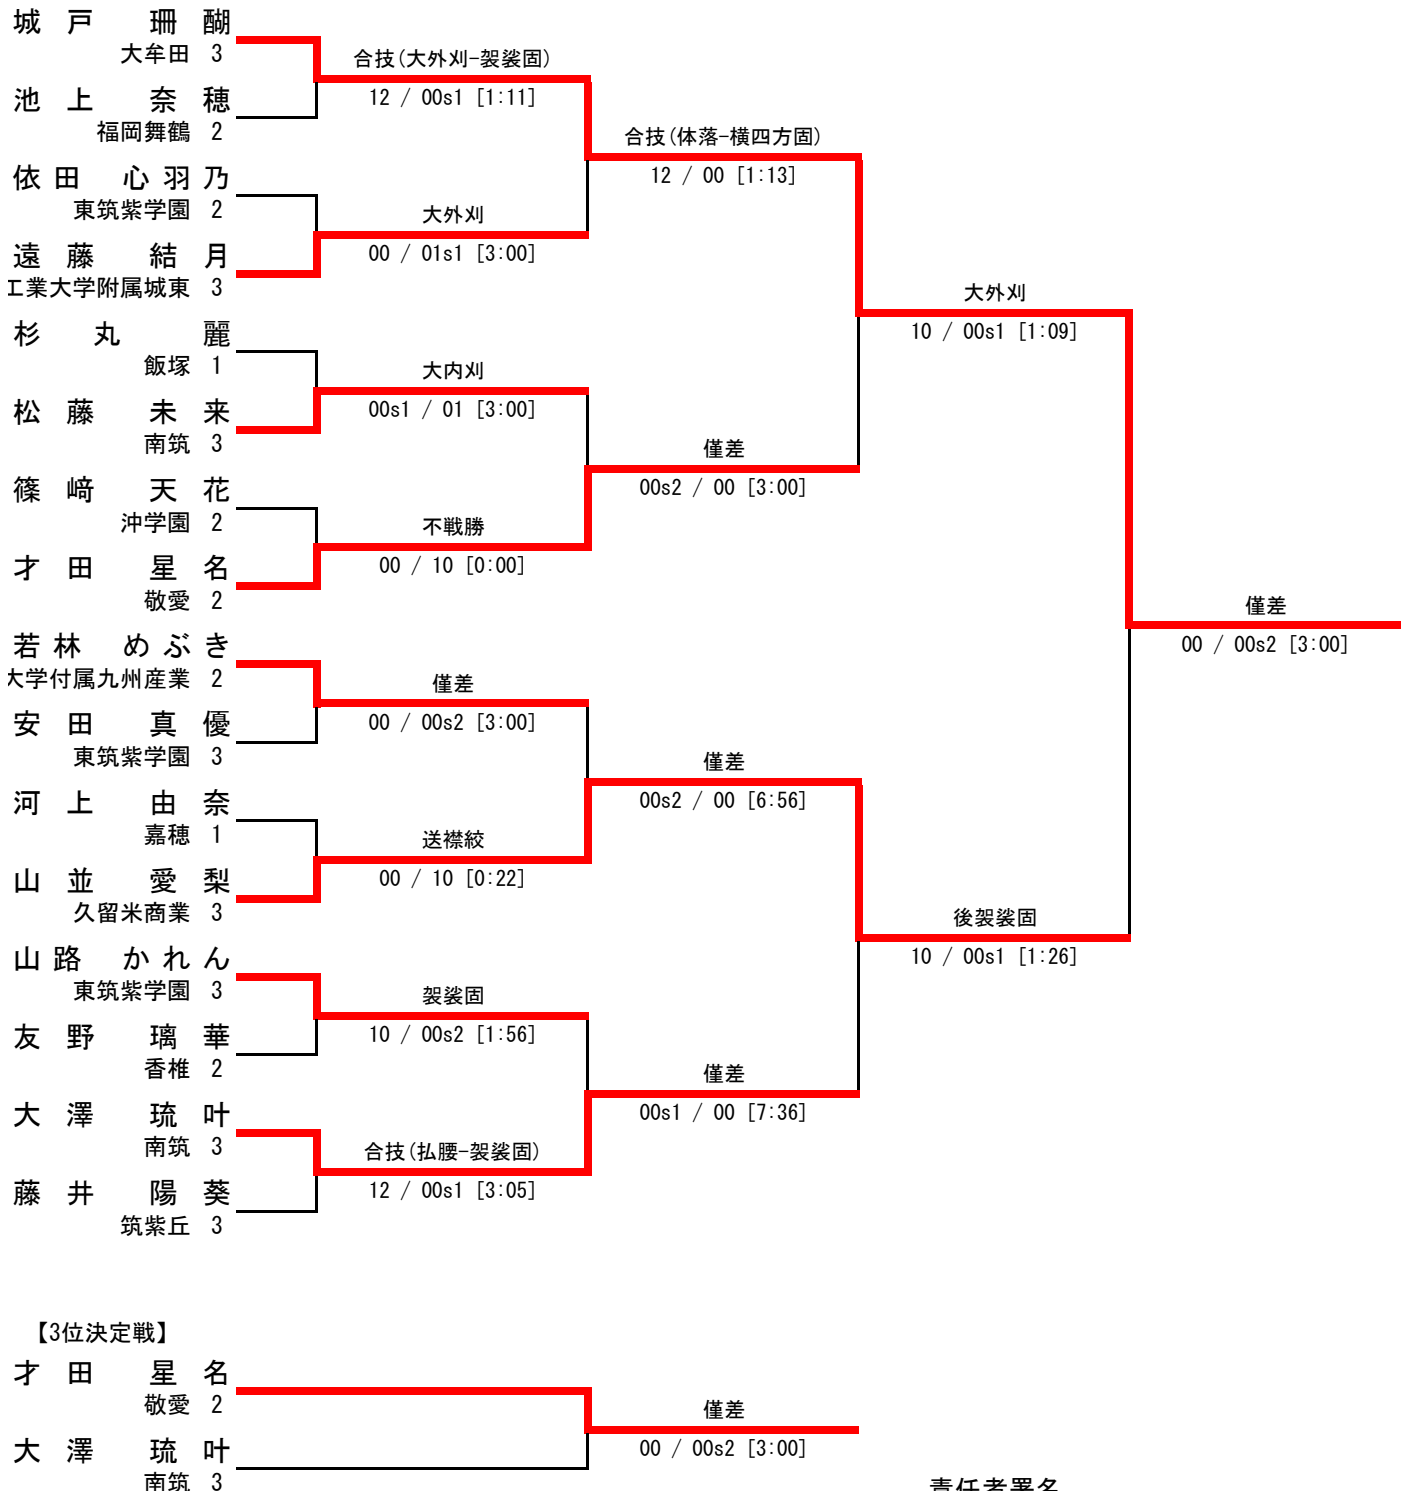 城戸 珊瑚
大牟田 3
池上 奈穂
福岡舞鶴 2
合技(大外刈-袈裟固)
12 / 00s1 [1:11]
依田 心羽乃
東筑紫学園 2
遠藤 結月
工業大学附属城東 3
大外刈
00 / 01s1 [3:00]
合技(体落-横四方固)
12 / 00 [1:13]
杉丸 麗
飯塚 1
松藤 未来
南筑 3
大内刈
00s1 / 01 [3:00]
篠﨑 天花
沖学園 2
才田 星名
敬愛 2
不戦勝
00 / 10 [0:00]
僅差
00s2 / 00 [3:00]
大外刈
10 / 00s1 [1:09]
若林 めぶき
大学付属九州産業 2
安田 真優
東筑紫学園 3
僅差
00 / 00s2 [3:00]
河上 由奈
嘉穂 1
山並 愛梨
久留米商業 3
送襟絞
00 / 10 [0:22]
僅差
00s2 / 00 [6:56]
山路 かれん
東筑紫学園 3
友野 璃華
香椎 2
袈裟固
10 / 00s2 [1:56]
大澤 琉叶
南筑 3
藤井 陽葵
筑紫丘 3
合技(払腰-袈裟固)
12 / 00s1 [3:05]
僅差
00s1 / 00 [7:36]
後袈裟固
10 / 00s1 [1:26]
僅差
00 / 00s2 [3:00]
【3位決定戦】
才田 星名
敬愛 2
大澤 琉叶
南筑 3
僅差
00 / 00s2 [3:00]
責任者署名